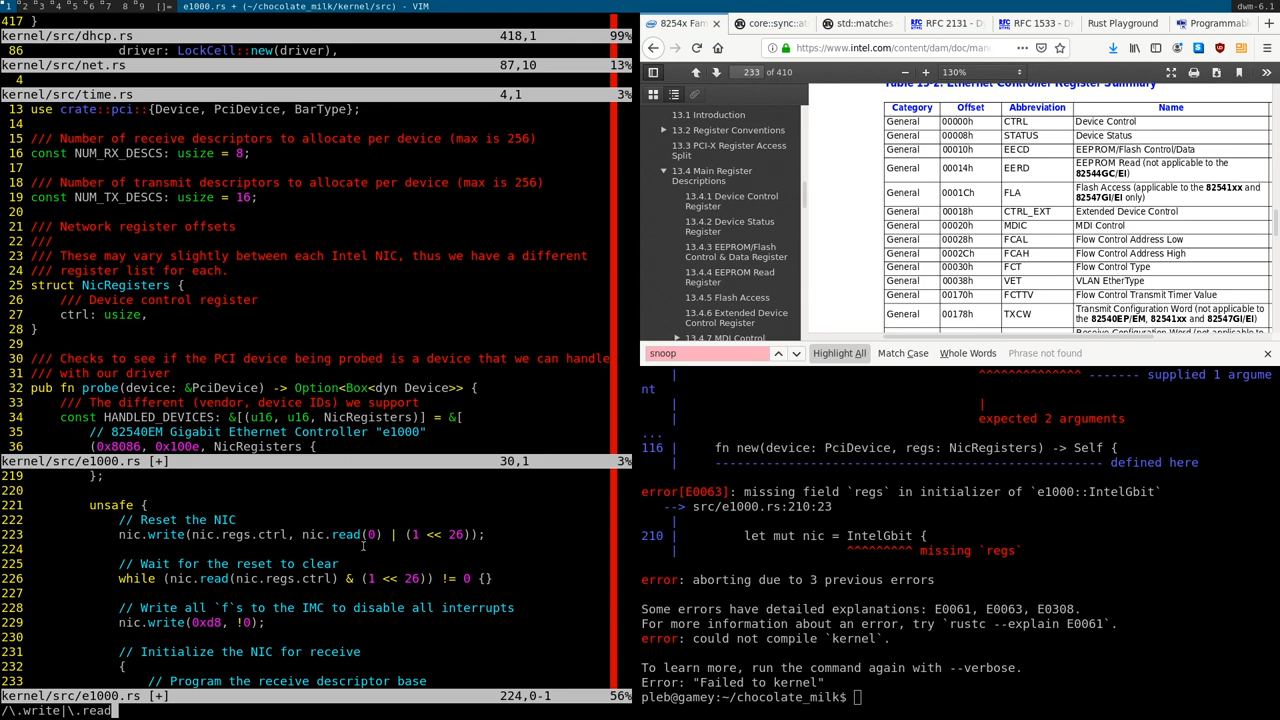 1 2 3 4 5 6 7 8 9 []= e1000.rs + (~/chocolate_milk/kernel/src) - VIM
dwm-6.1
417 }
kernel/src/dhcp.rs 418,1 99%
86 driver: LockCell::new(driver),
kernel/src/net.rs 87,10 13%
4
kernel/src/time.rs 4,1 3%
13 use crate::pci::{Device, PciDevice, BarType};
14
15 /// Number of receive descriptors to allocate per device (max is 256)
16 const NUM_RX_DESCS: usize = 8;
17
18 /// Number of transmit descriptors to allocate per device (max is 256)
19 const NUM_TX_DESCS: usize = 16;
20
21 /// Network register offsets
22 ///
23 /// These may vary slightly between each Intel NIC, thus we have a different
24 /// register list for each.
25 struct NicRegisters {
26 /// Device control register
27 ctrl: usize,
28 }
29
30 /// Checks to see if the PCI device being probed is a device that we can handle
31 /// with our driver
32 pub fn probe(device: &PciDevice) -> Option<Box<dyn Device>> {
33 /// The different (vendor, device IDs) we support
34 const HANDLED_DEVICES: &[(u16, u16, NicRegisters)] = &[
35 // 82540EM Gigabit Ethernet Controller "e1000"
36 (0x8086, 0x100e, NicRegisters {
kernel/src/e1000.rs [+] 30,1 3%
219 };
220
221 unsafe {
222 // Reset the NIC
223 nic.write(nic.regs.ctrl, nic.read(0) | (1 << 26));
224
225 // Wait for the reset to clear
226 while (nic.read(nic.regs.ctrl) & (1 << 26)) != 0 {}
227
228 // Write all `f`s to the IMC to disable all interrupts
229 nic.write(0xd8, !0);
230
231 // Initialize the NIC for receive
232 {
233 // Program the receive descriptor base
kernel/src/e1000.rs [+] 224,0-1 56%
/\.write|\.read
8254x Fam
core::sync::at
std::matches
RFC 2131 - D
RFC 1533 - D
Rust Playground
Programmab
https://www.intel.com/content/dam/doc/man
233 of 410
130%
13.1 Introduction
13.2 Register Conventions
13.3 PCI-X Register Access
Split
13.4 Main Register
Descriptions
13.4.1 Device Control
Register
13.4.2 Device Status
Register
13.4.3 EEPROM/Flash
Control & Data Register
13.4.4 EEPROM Read
Register
13.4.5 Flash Access
13.4.6 Extended Device
Control Register
13.4.7 MDI Control
Table 13-2. Ethernet Controller Register Summary
Category Offset Abbreviation Name
General 00000h CTRL Device Control
General 00008h STATUS Device Status
General 00010h EECD EEPROM/Flash Control/Data
General 00014h EERD EEPROM Read (not applicable to the
82544GC/EI)
General 0001Ch FLA Flash Access (applicable to the 82541xx and
82547GI/EI only)
General 00018h CTRL_EXT Extended Device Control
General 00020h MDIC MDI Control
General 00028h FCAL Flow Control Address Low
General 0002Ch FCAH Flow Control Address High
General 00030h FCT Flow Control Type
General 00038h VET VLAN EtherType
General 00170h FCTTV Flow Control Transmit Timer Value
General 00178h TXCW Transmit Configuration Word (not applicable to
the 82540EP/EM, 82541xx and 82547GI/EI)
snoop Highlight All Match Case Whole Words Phrase not found
| ^^^^^^^^^^^^^^ ------- supplied 1 argume
nt
| |
| expected 2 arguments
...
116 | fn new(device: PciDevice, regs: NicRegisters) -> Self {
| ---------------------------------------------------- defined here
error[E0063]: missing field `regs` in initializer of `e1000::IntelGbit`
--> src/e1000.rs:210:23
|
210 | let mut nic = IntelGbit {
| ^^^^^^^^^ missing `regs`
error: aborting due to 3 previous errors
Some errors have detailed explanations: E0061, E0063, E0308.
For more information about an error, try `rustc --explain E0061`.
error: could not compile `kernel`.
To learn more, run the command again with --verbose.
Error: "Failed to kernel"
pleb@gamey:~/chocolate_milk$